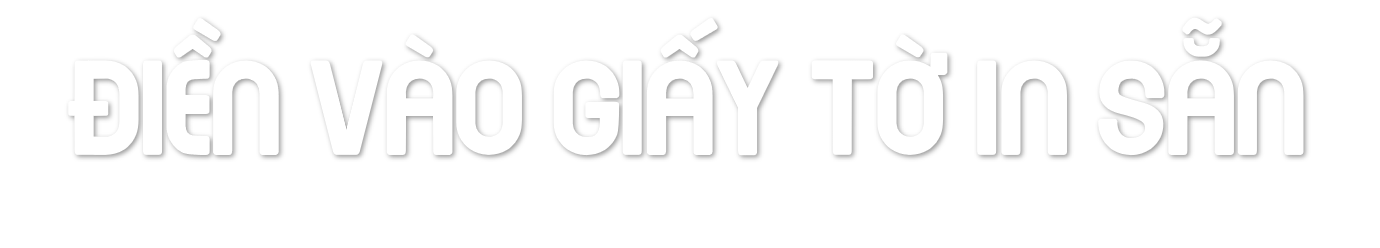 ĐIỀN VÀO GIẤY TỜ IN SẴN